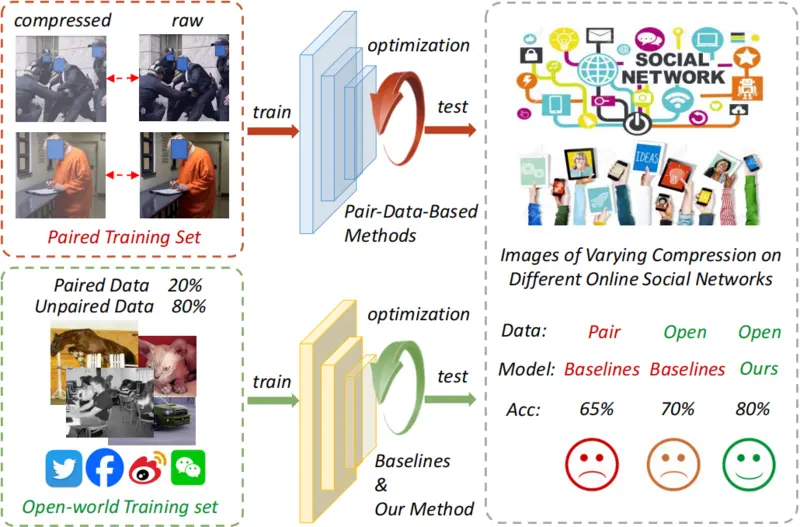 compressed
raw
Paired Training Set
train
optimization
test
Pair-Data-Based
Methods
SOCIAL
NETWORK
IDEAS
Images of Varying Compression on
Different Online Social Networks
Paired Data 20%
Unpaired Data 80%
Open-world Training set
train
optimization
test
Baselines
&
Our Method
Data: Pair Open Open
Model: Baselines Baselines Ours
Acc: 65% 70% 80%